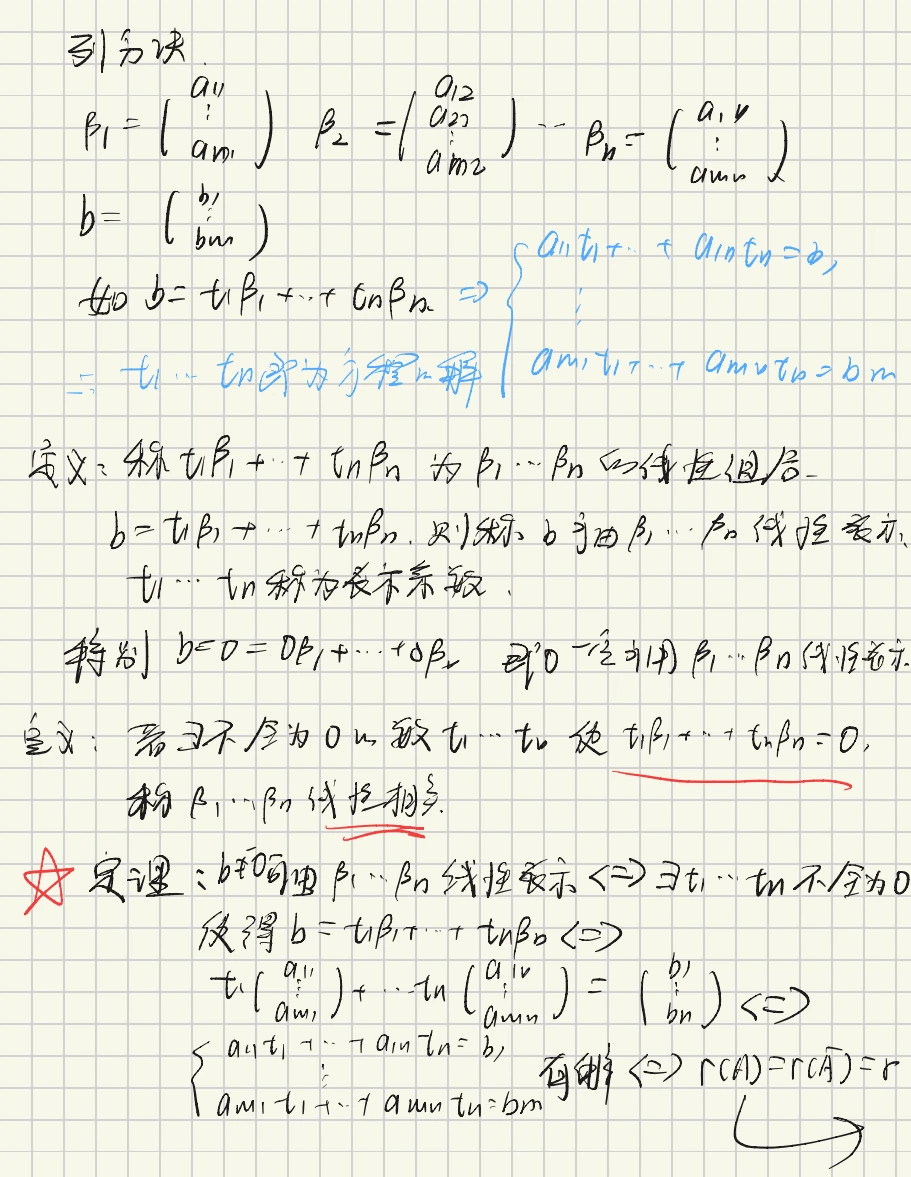 列分块.
β₁ = (a₁₁ ⋮ aₘ₁) β₂ = (a₁₂ a₂₂ ⋮ aₘ₂) ⋯ βₙ = (a₁ₙ ⋮ aₘₙ)
b = (b₁ ⋮ bₘ)
如 b = t₁β₁ + ⋯ + tₙβₙ. ⇒ { a₁₁t₁ + ⋯ + a₁ₙtₙ = b₁
⋮
∴ t₁ ⋯ tₙ 即为方程的解 aₘ₁t₁ + ⋯ + aₘₙtₙ = bₘ
定义: 称 t₁β₁ + ⋯ + tₙβₙ 为 β₁ ⋯ βₙ 的线性组合.
b = t₁β₁ + ⋯ + tₙβₙ. 则称 b 可由 β₁ ⋯ βₙ 线性表示,
t₁ ⋯ tₙ 称为表示系数.
特别 b = 0 = 0β₁ + ⋯ + 0βₙ 即0一定可用 β₁ ⋯ βₙ 线性表示.
定义: 若∃不全为0的数 t₁ ⋯ tₙ 使 t₁β₁ + ⋯ + tₙβₙ = 0,
称 β₁ ⋯ βₙ 线性相关.
☆ 定理: b≠0可由 β₁ ⋯ βₙ 线性表示 <=> ∃ t₁ ⋯ tₙ 不全为0
使得 b = t₁β₁ + ⋯ + tₙβₙ <=>
t₁(a₁₁ ⋮ aₘ₁) + ⋯ tₙ(a₁ₙ ⋮ aₘₙ) = (b₁ ⋮ bₙ) <=>
{ a₁₁t₁ + ⋯ + a₁ₙtₙ = b₁
⋮
aₘ₁t₁ + ⋯ + aₘₙtₙ = bₘ 有解 <=> r(A) = r(Ā) = r